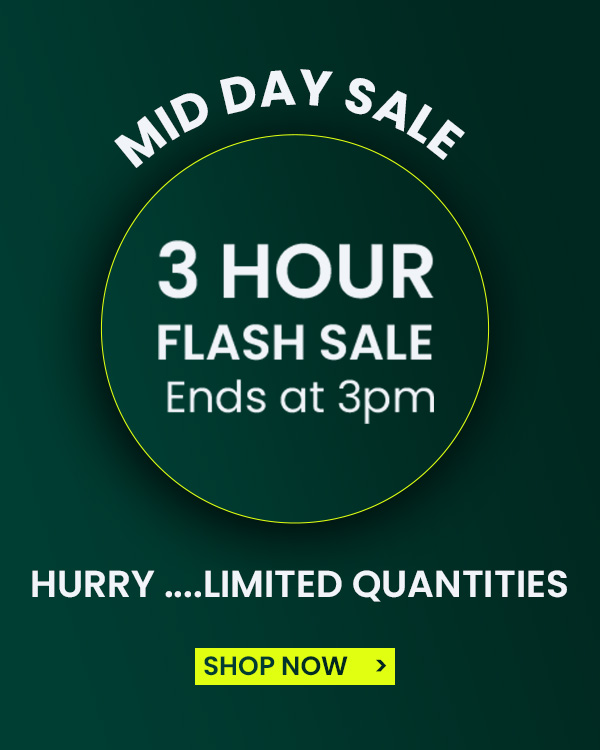 MID DAY SALE
3 HOUR
FLASH SALE
Ends at 3pm
HURRY ....LIMITED QUANTITIES
SHOP NOW >